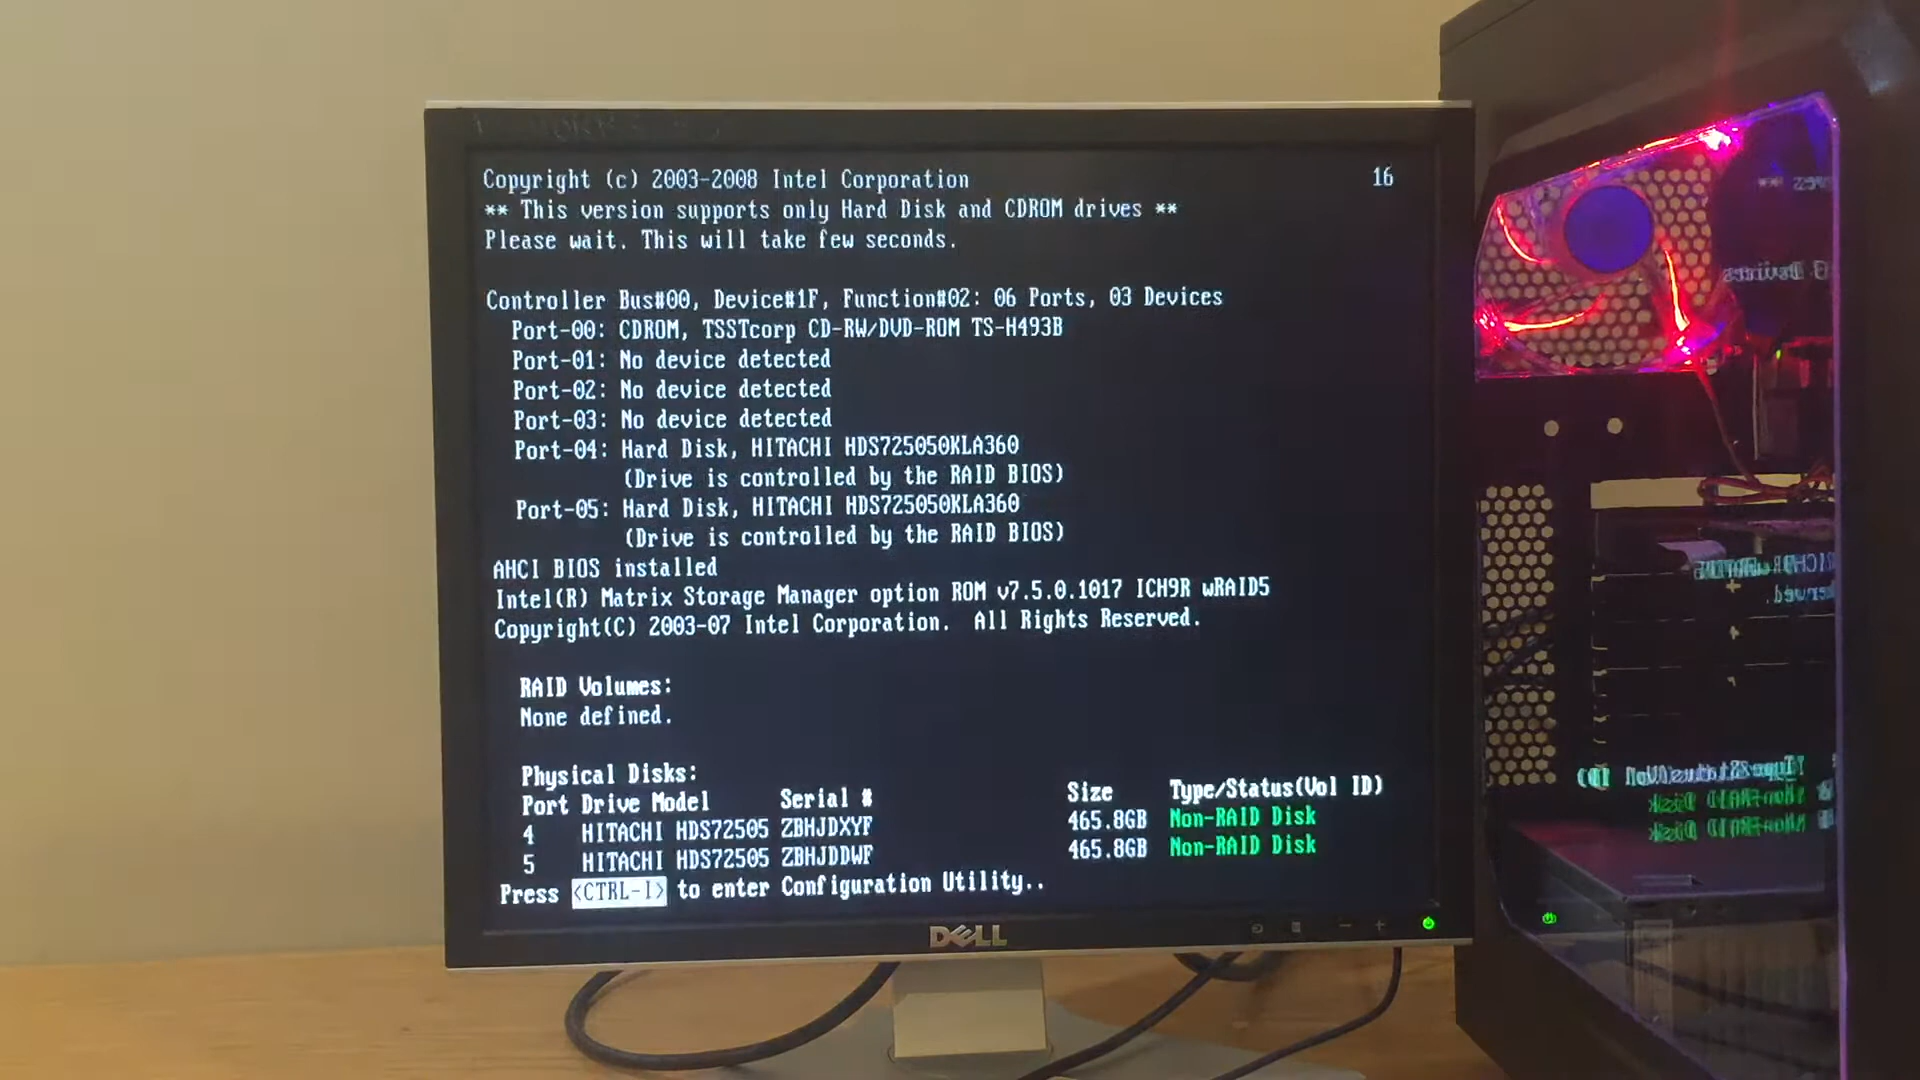 Copyright (c) 2003-2008 Intel Corporation 16
** This version supports only Hard Disk and CDROM drives **
Please wait. This will take few seconds.
Controller Bus#00, Device#1F, Function#02: 06 Ports, 03 Devices
Port-00: CDROM, TSSTcorp CD-RW/DVD-ROM TS-H493B
Port-01: No device detected
Port-02: No device detected
Port-03: No device detected
Port-04: Hard Disk, HITACHI HDS725050KLA360
(Drive is controlled by the RAID BIOS)
Port-05: Hard Disk, HITACHI HDS725050KLA360
(Drive is controlled by the RAID BIOS)
AHCI BIOS installed
Intel(R) Matrix Storage Manager option ROM v7.5.0.1017 ICH9R wRAID5
Copyright(C) 2003-07 Intel Corporation. All Rights Reserved.
RAID Volumes:
None defined.
Physical Disks:
Port Drive Model Serial # Size Type/Status(Vol ID)
4 HITACHI HDS72505 ZBHJDXYF 465.8GB Non-RAID Disk
5 HITACHI HDS72505 ZBHJDDWF 465.8GB Non-RAID Disk
Press <CTRL-I> to enter Configuration Utility..
DELL